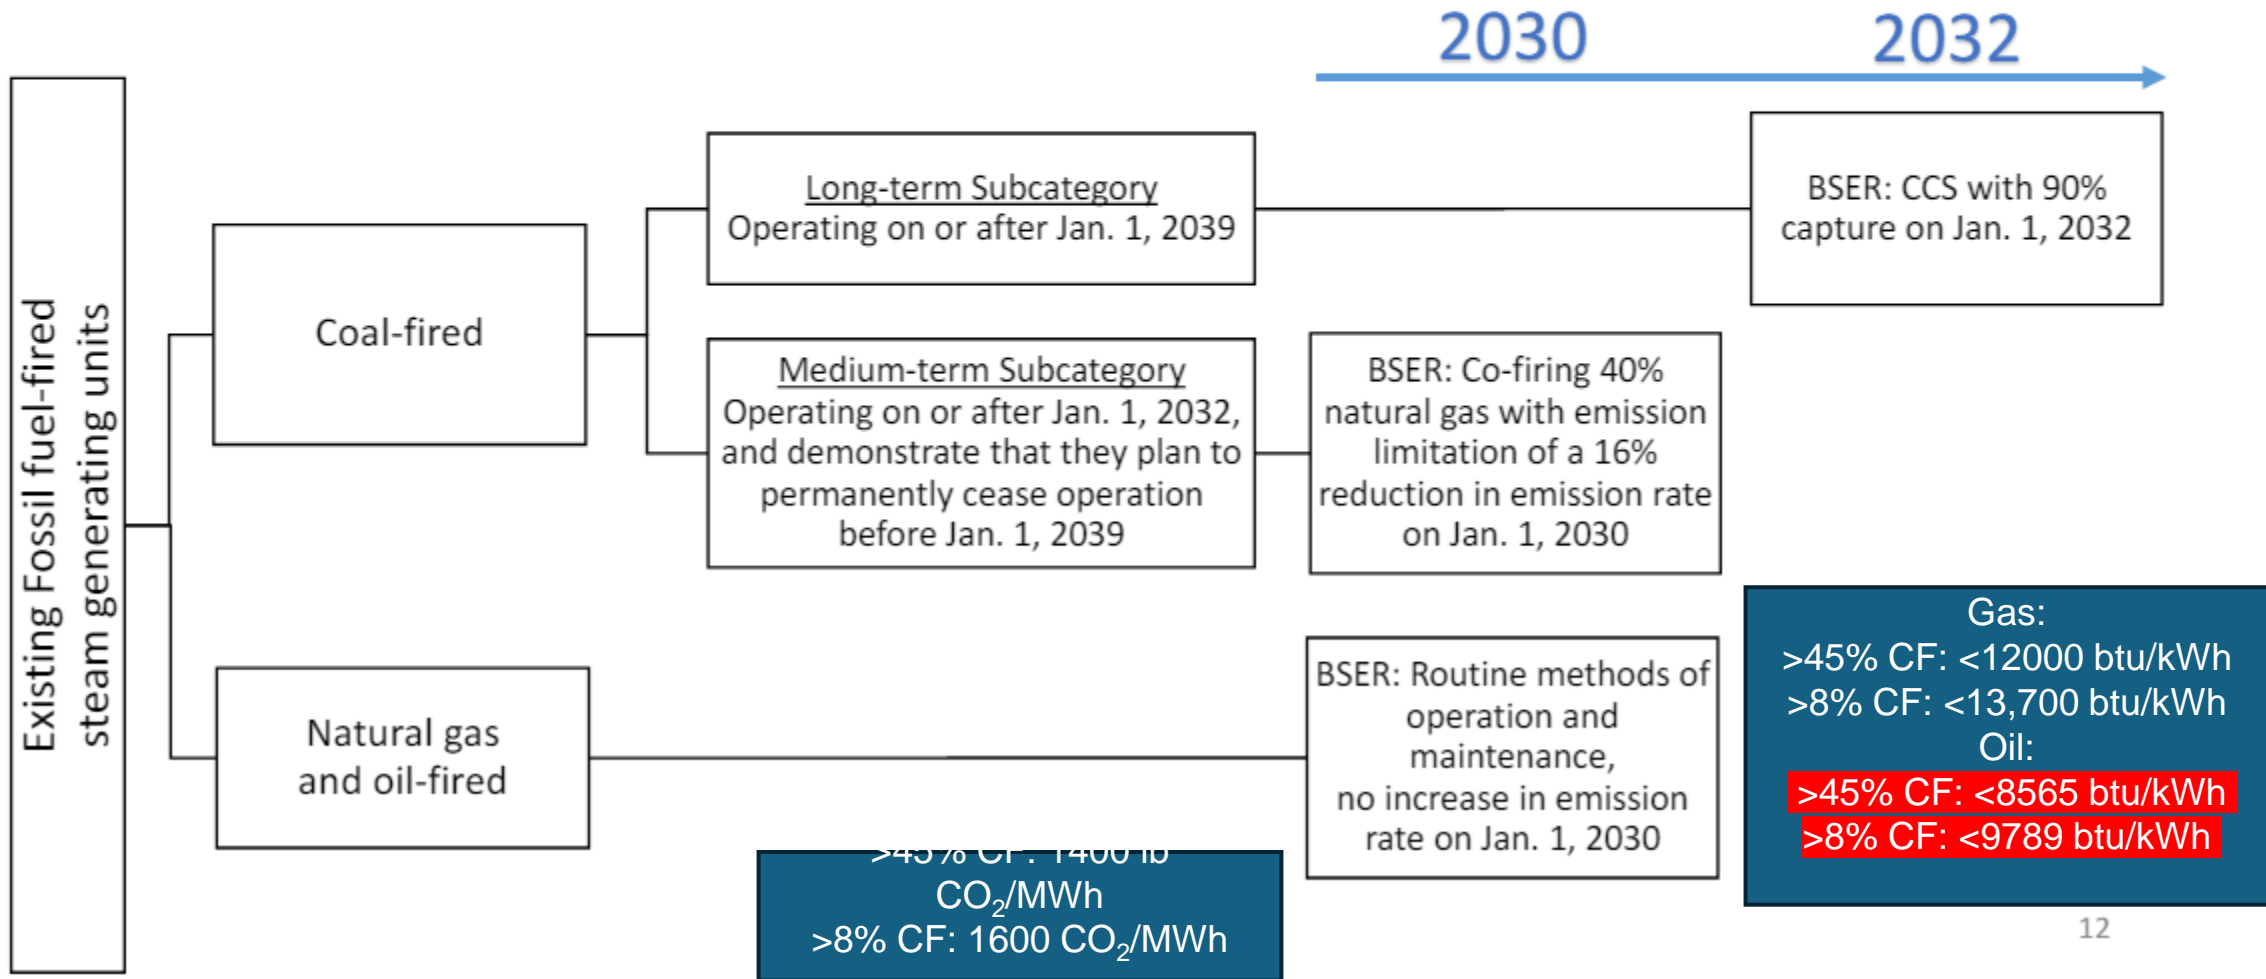 2030
2032
Existing Fossil fuel-fired
steam generating units
Coal-fired
Long-term Subcategory
Operating on or after Jan. 1, 2039
BSER: CCS with 90%
capture on Jan. 1, 2032
Medium-term Subcategory
Operating on or after Jan. 1, 2032,
and demonstrate that they plan to
permanently cease operation
before Jan. 1, 2039
BSER: Co-firing 40%
natural gas with emission
limitation of a 16%
reduction in emission rate
on Jan. 1, 2030
Natural gas
and oil-fired
BSER: Routine methods of
operation and
maintenance,
no increase in emission
rate on Jan. 1, 2030
Gas:
>45% CF: <12000 btu/kWh
>8% CF: <13,700 btu/kWh
Oil:
>45% CF: <8565 btu/kWh
>8% CF: <9789 btu/kWh
>45% CF: 1400 lb
CO₂/MWh
>8% CF: 1600 CO₂/MWh
12